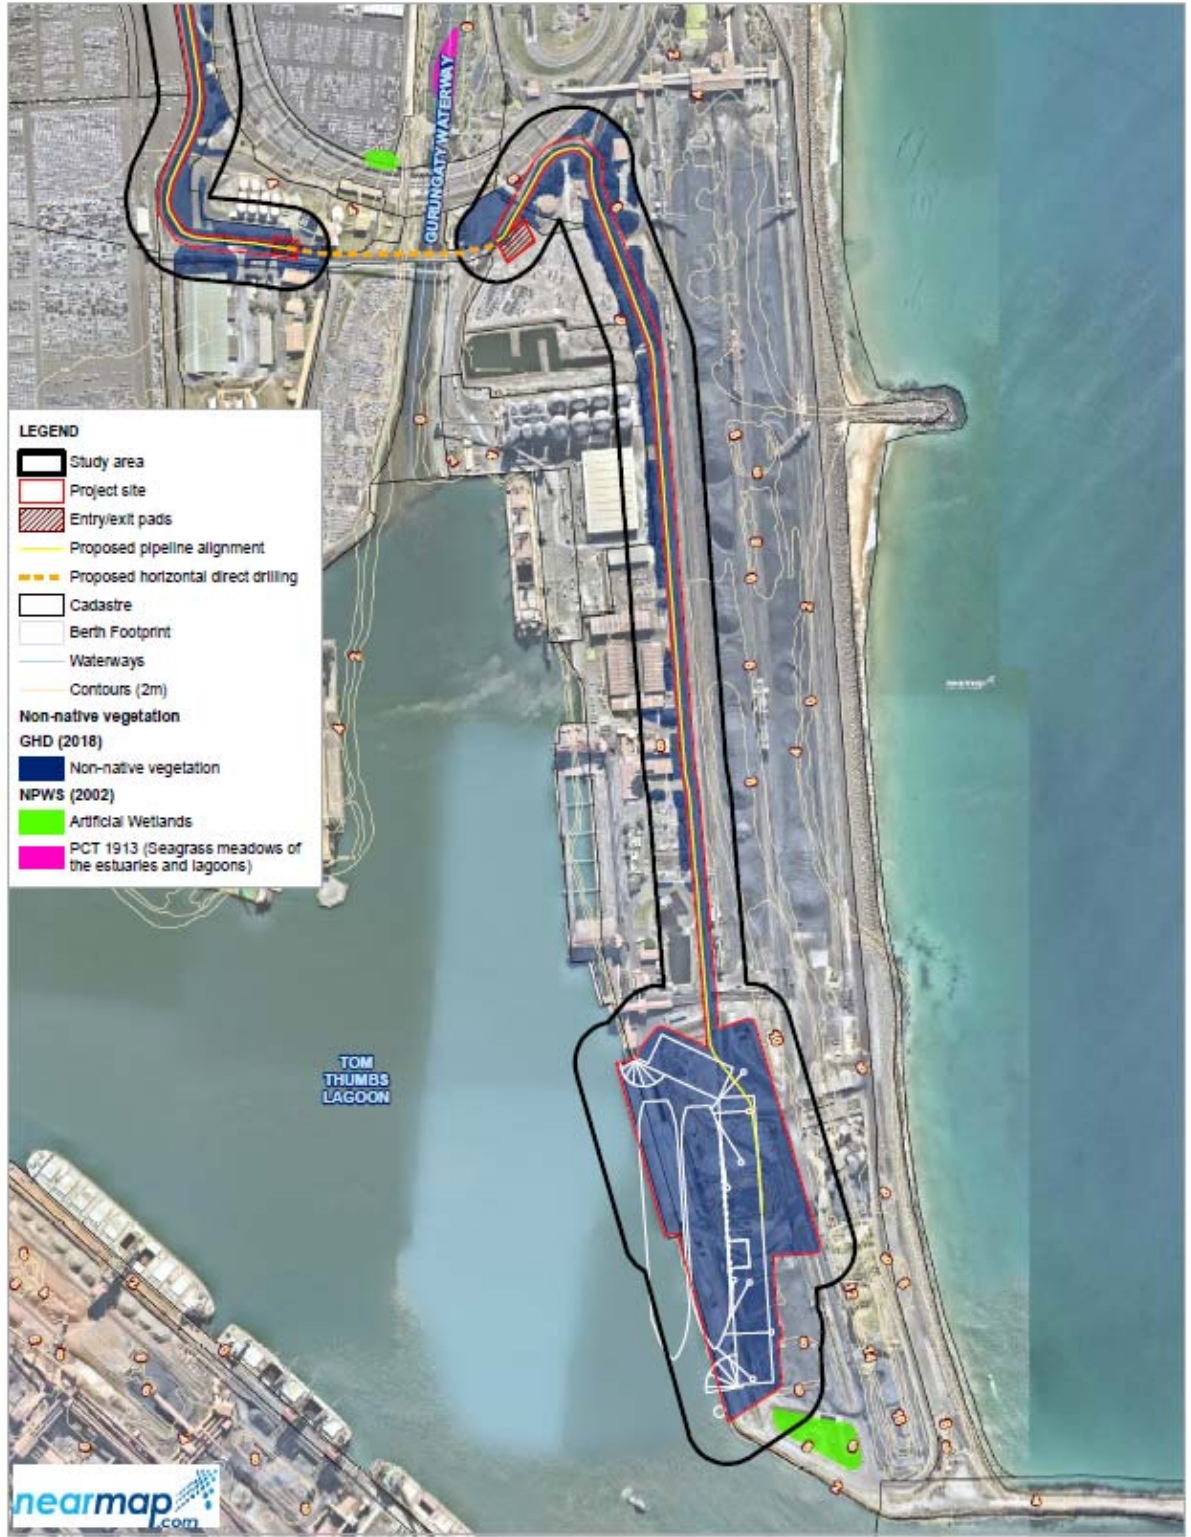 GURUNGATY WATERWAY
LEGEND
Study area
Project site
Entry/exit pads
Proposed pipeline alignment
Proposed horizontal direct drilling
Cadastre
Berth Footprint
Waterways
Contours (2m)
Non-native vegetation
GHD (2018)
Non-native vegetation
NPWS (2002)
Artificial Wetlands
PCT 1913 (Seagrass meadows of
the estuaries and lagoons)
nearmap
TOM
THUMBS
LAGOON
nearmap
.com